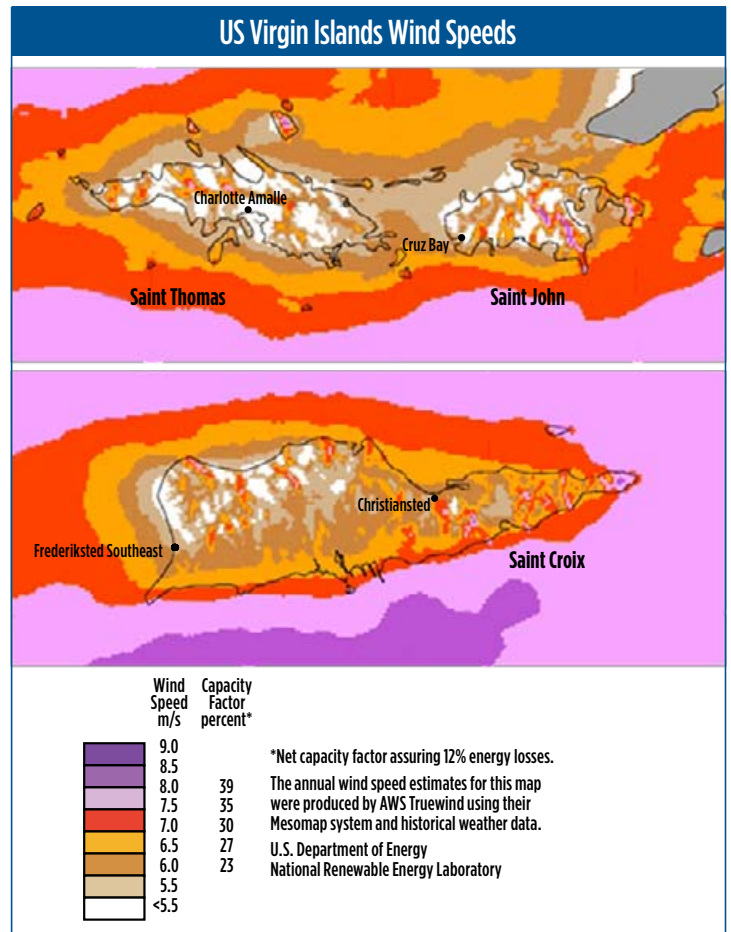 US Virgin Islands Wind Speeds
Charlotte Amalle
Cruz Bay
Saint Thomas
Saint John
Christiansted
Frederiksted Southeast
Saint Croix
Wind Speed m/s
Capacity Factor percent*
9.0
8.5
8.0 39
7.5 35
7.0 30
6.5 27
6.0 23
5.5
<5.5
*Net capacity factor assuring 12% energy losses.
The annual wind speed estimates for this map
were produced by AWS Truewind using their
Mesomap system and historical weather data.
U.S. Department of Energy
National Renewable Energy Laboratory